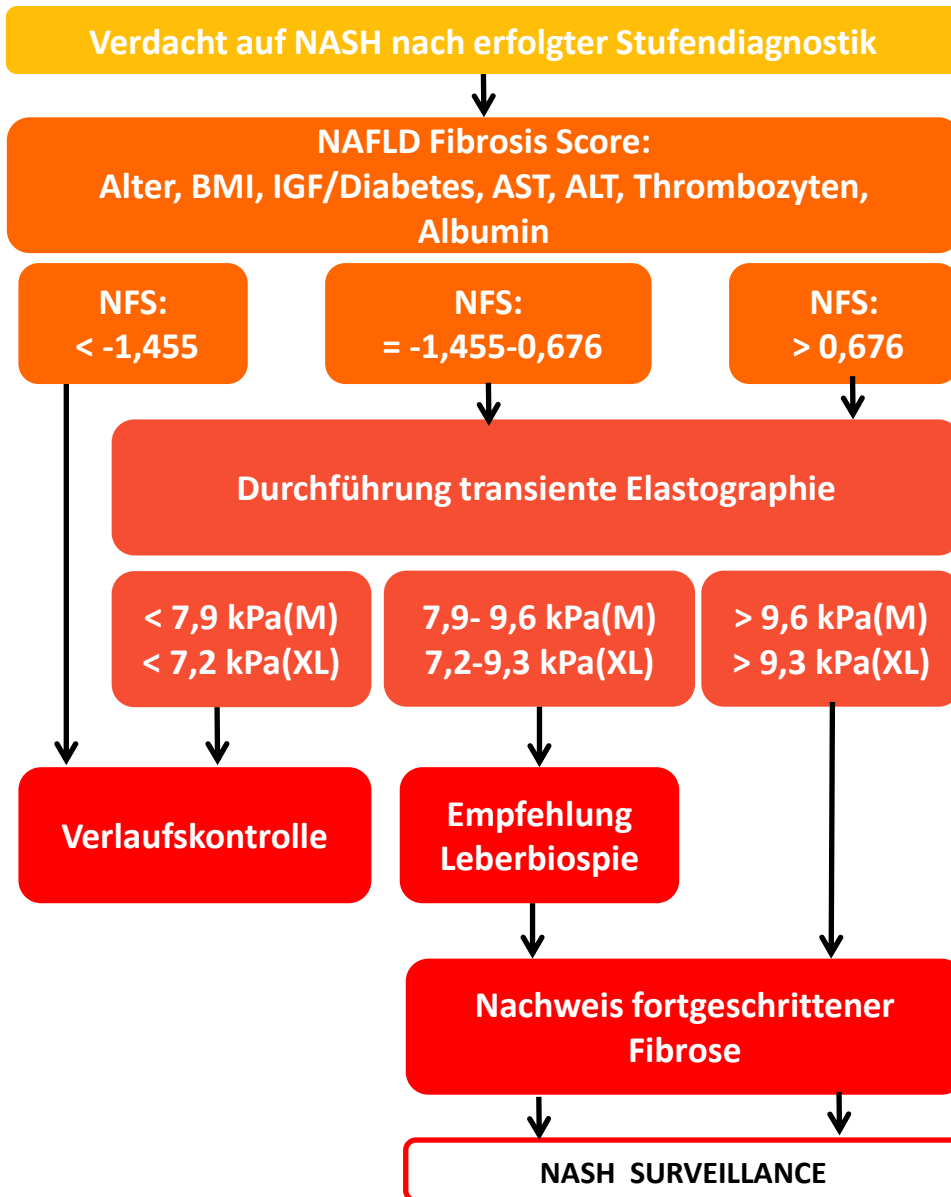 Verdacht auf NASH nach erfolgter Stufendiagnostik
NAFLD Fibrosis Score:
Alter, BMI, IGF/Diabetes, AST, ALT, Thrombozyten,
Albumin
NFS:
< -1,455
NFS:
= -1,455-0,676
NFS:
> 0,676
Durchführung transiente Elastographie
< 7,9 kPa(M)
< 7,2 kPa(XL)
7,9- 9,6 kPa(M)
7,2-9,3 kPa(XL)
> 9,6 kPa(M)
> 9,3 kPa(XL)
Verlaufskontrolle
Empfehlung
Leberbiospie
Nachweis fortgeschrittener
Fibrose
NASH SURVEILLANCE